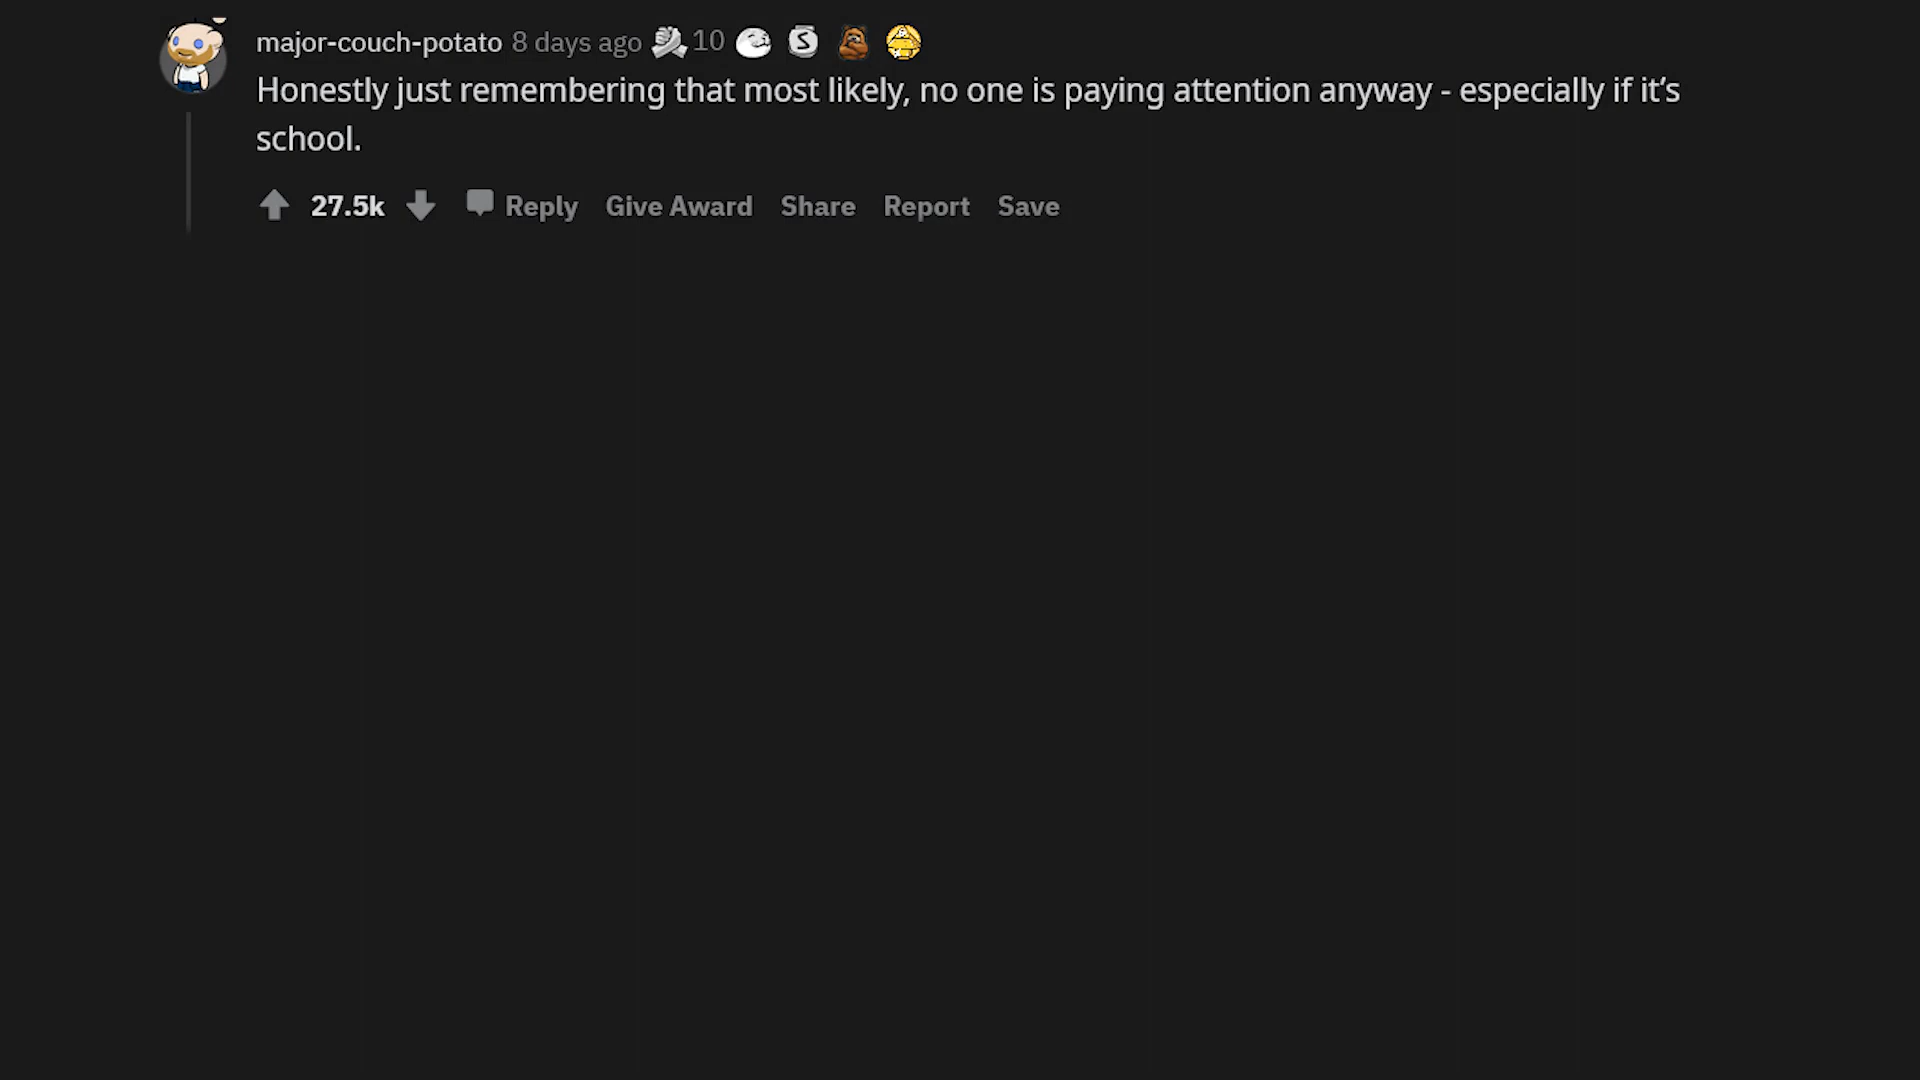 major-couch-potato 8 days ago 10 S
Honestly just remembering that most likely, no one is paying attention anyway - especially if it's
school.
27.5k Reply Give Award Share Report Save